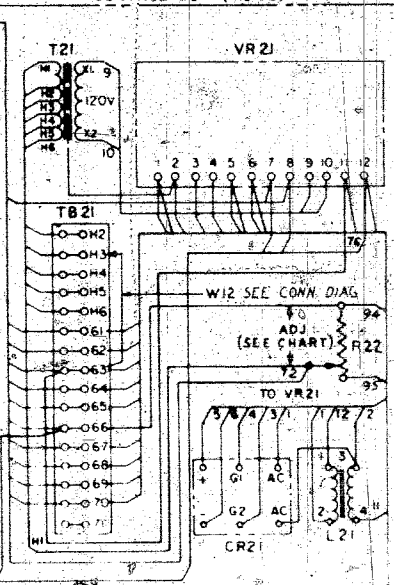 T21 VR21
H1 X1 9
H2
H3 120V
H4
H5 X2
H6 10
1 2 3 4 5 6 7 8 9 10 11 12
TB21
H2
H3 76
H4
H5 W12 SEE CONN. DIAG
H6 94
61 ADJ
62 (SEE CHART) R22
63
64 72 95
65 TO VR21
66 5 6 4 3 1 1 12 2
67
68 + G1 AC 3
69
70 - G2 AC 2 4 11
H1 CR21 L21